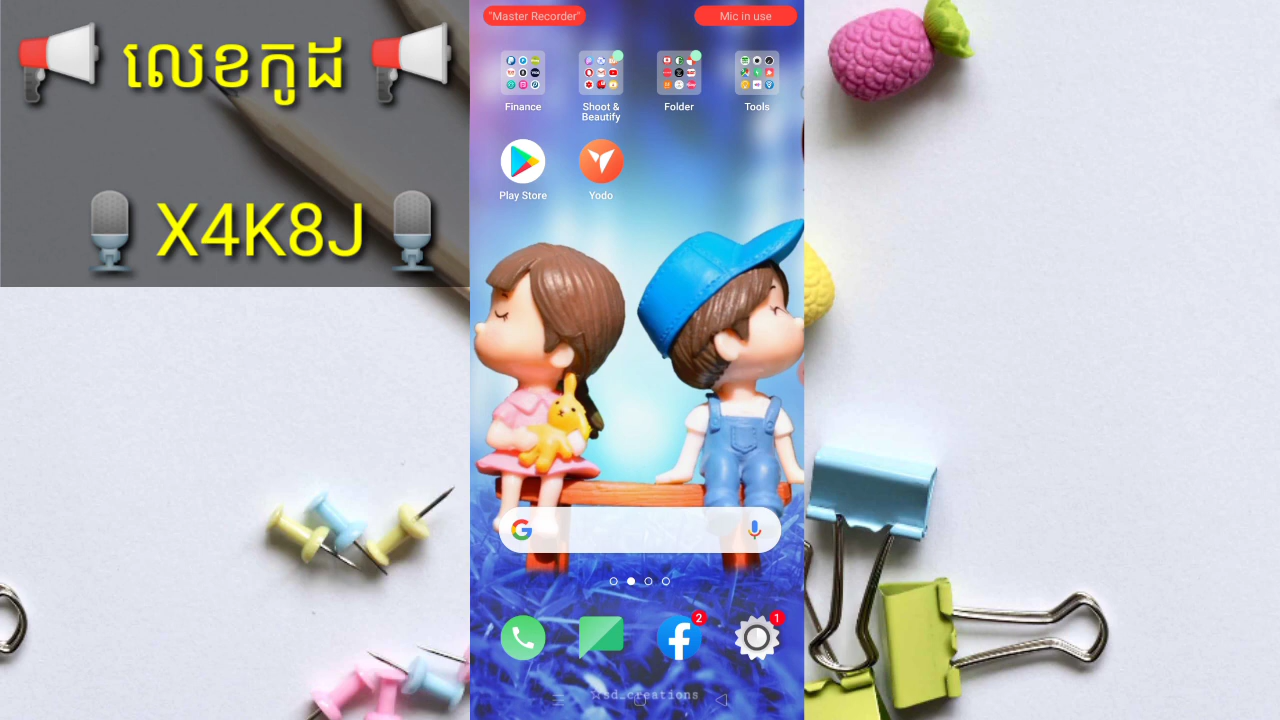 លេខកូដ
X4K8J
"Master Recorder"
Mic in use
Finance
Shoot &
Beautify
Folder
Tools
Play Store
Yodo
2
1
☆sd_creations